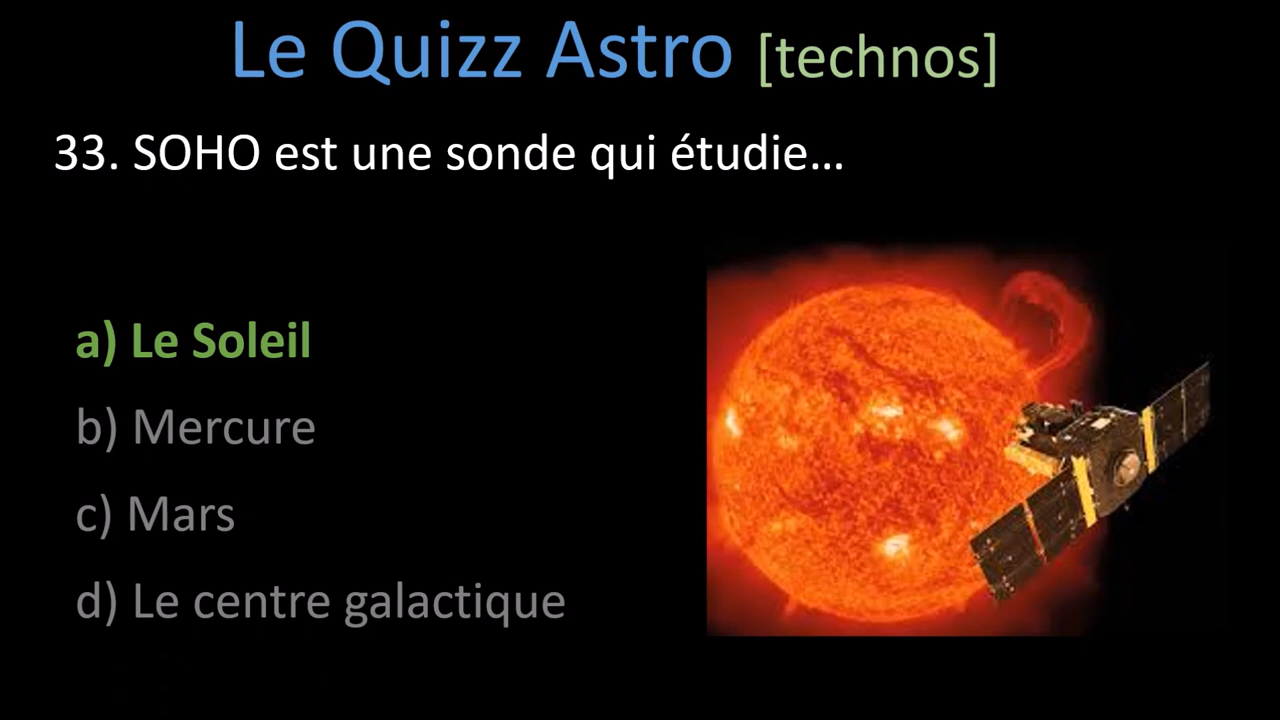 Le Quizz Astro [technos]
33. SOHO est une sonde qui étudie...
a) Le Soleil
b) Mercure
c) Mars
d) Le centre galactique